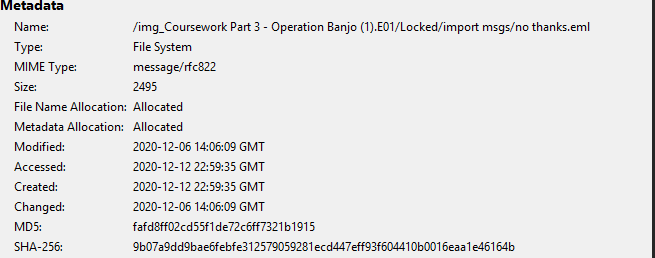 Metadata
Name: /img_Coursework Part 3 - Operation Banjo (1).E01/Locked/import msgs/no thanks.eml
Type: File System
MIME Type: message/rfc822
Size: 2495
File Name Allocation: Allocated
Metadata Allocation: Allocated
Modified: 2020-12-06 14:06:09 GMT
Accessed: 2020-12-12 22:59:35 GMT
Created: 2020-12-12 22:59:35 GMT
Changed: 2020-12-06 14:06:09 GMT
MD5: fafd8ff02cd55f1de72c6ff7321b1915
SHA-256: 9b07a9dd9bae6febfe312579059281ecd447eff93f604410b0016eaa1e46164b